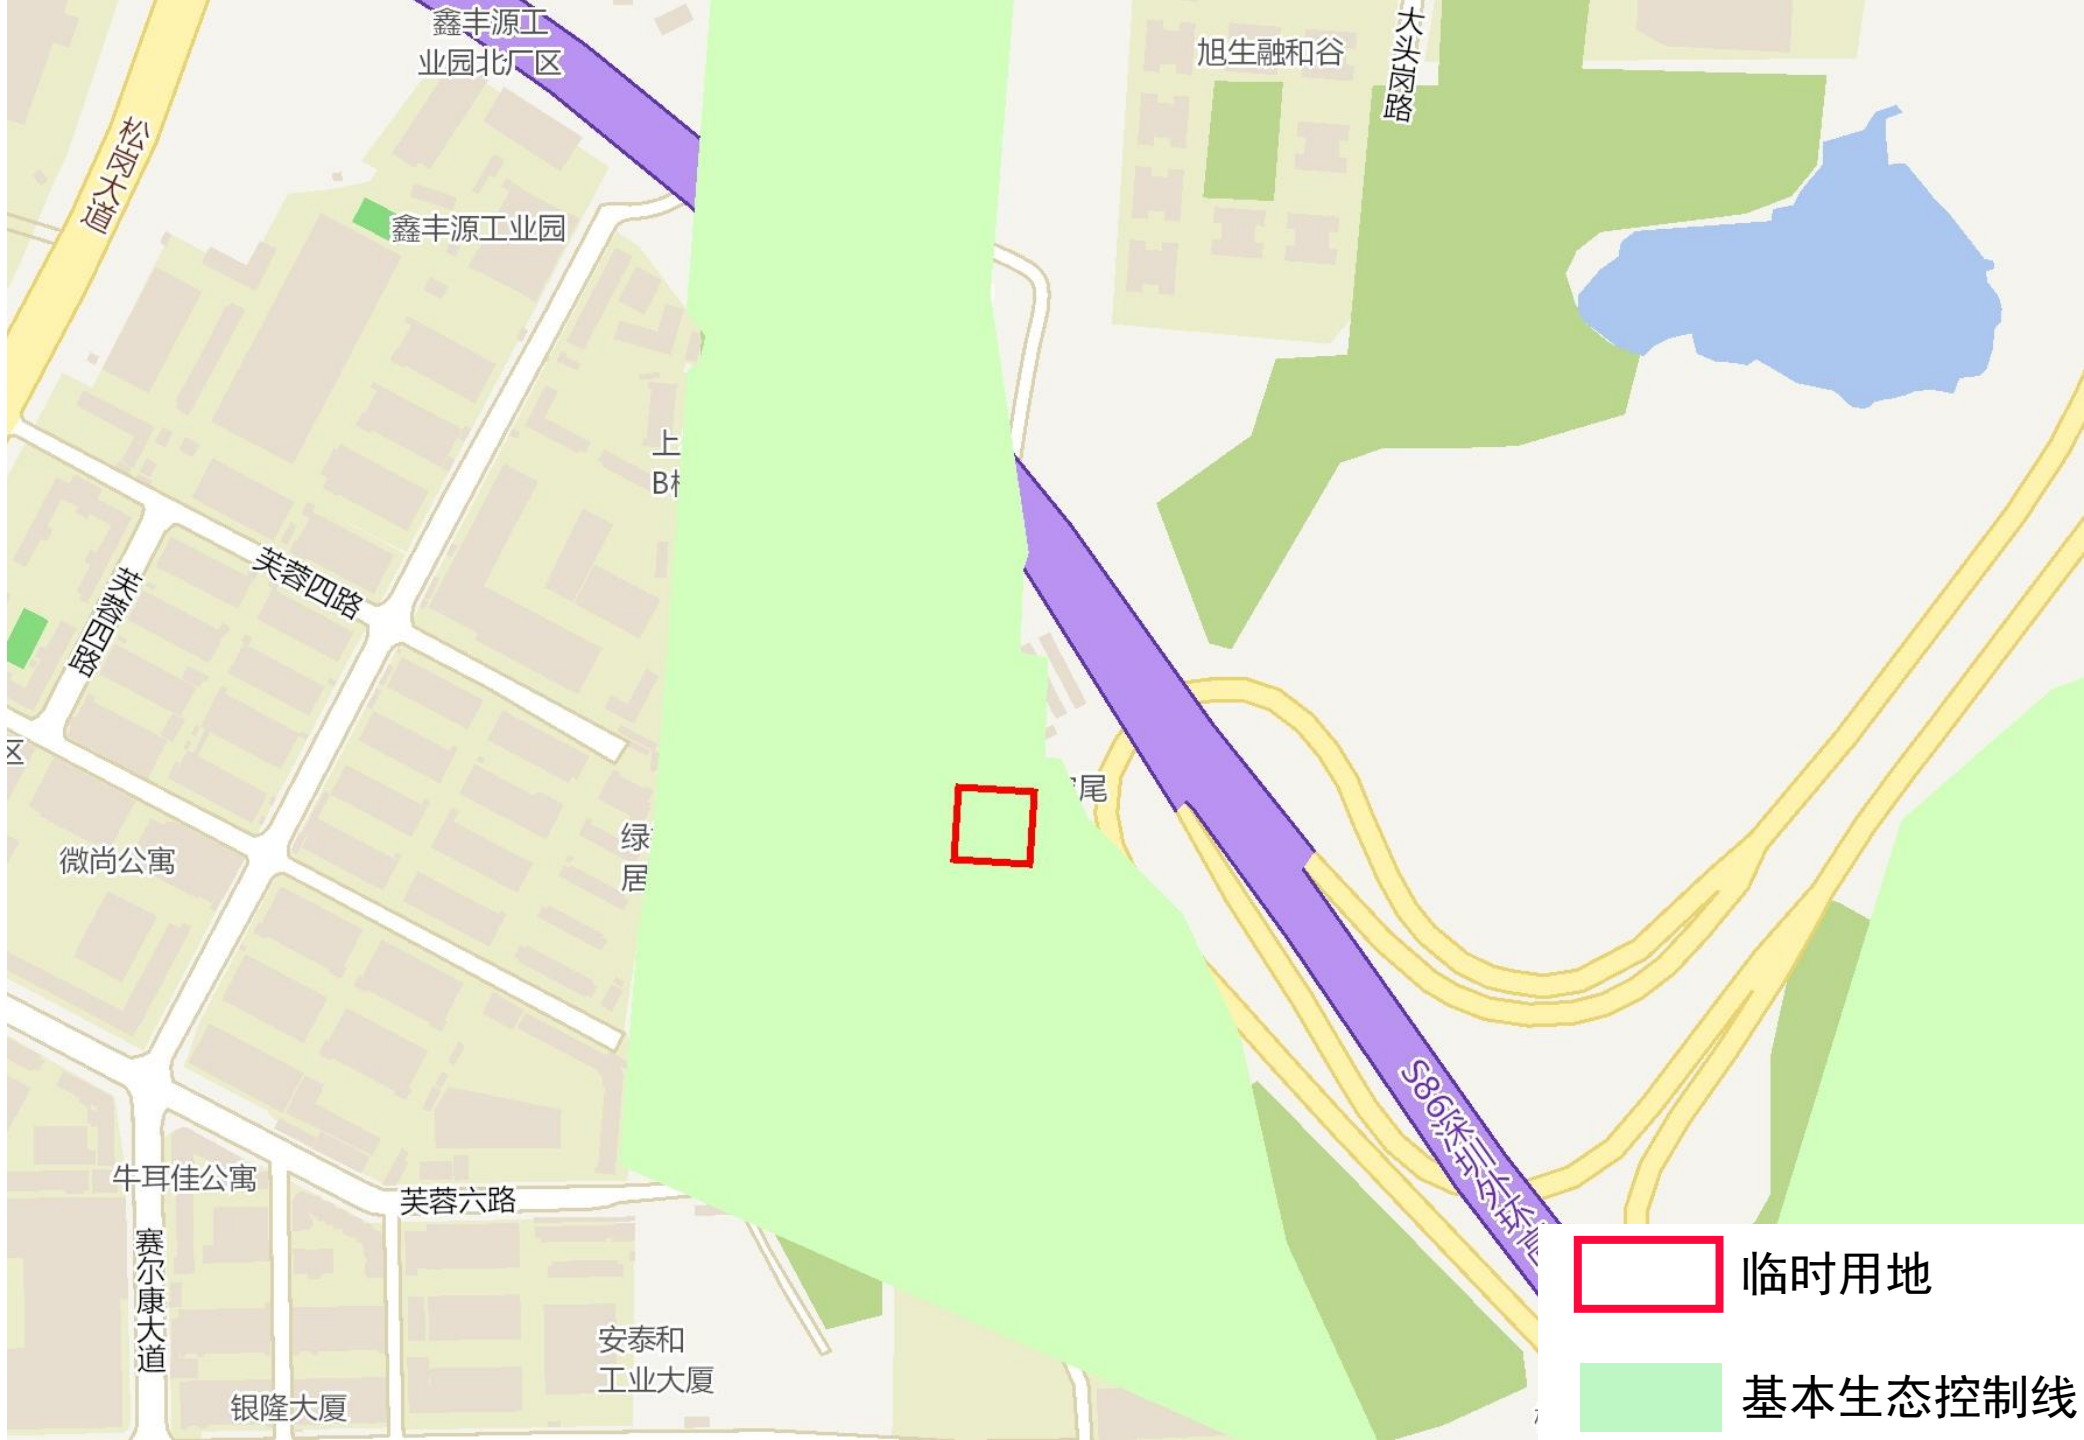 鑫丰源工
业园北厂区
旭生融和谷
大头岗路
松岗大道
鑫丰源工业园
上
芙蓉四路
芙蓉四路
区
尾
绿
居
微尚公寓
S86深圳外环高
牛耳佳公寓
芙蓉六路
赛尔康大道
安泰和
工业大厦
银隆大厦
临时用地
基本生态控制线